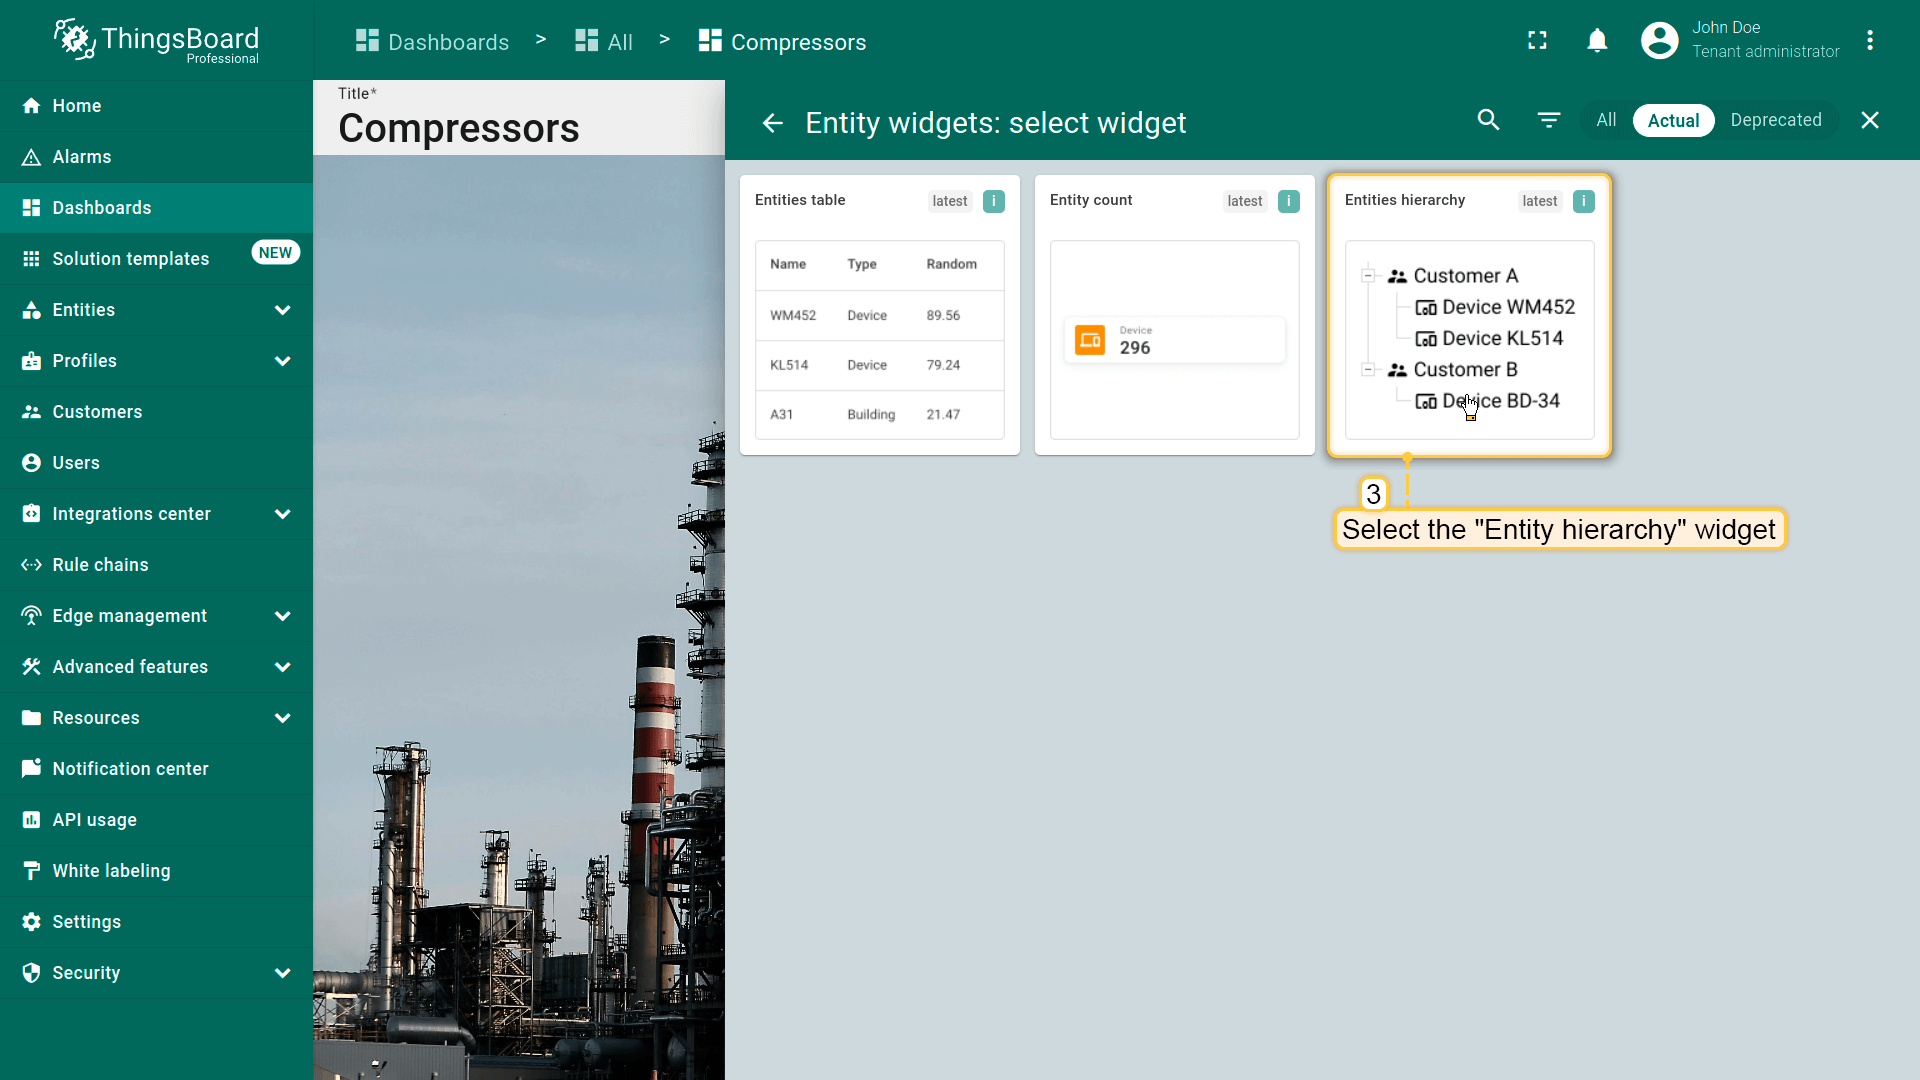 ThingsBoard
Professional
Dashboards > All > Compressors
John Doe
Tenant administrator
Home
Alarms
Dashboards
Solution templates NEW
Entities
Profiles
Customers
Users
Integrations center
Rule chains
Edge management
Advanced features
Resources
Notification center
API usage
White labeling
Settings
Security
Title*
Compressors
Entity widgets: select widget
All Actual Deprecated
Entities table latest i
Name Type Random
WM452 Device 89.56
KL514 Device 79.24
A31 Building 21.47
Entity count latest i
Device
296
Entities hierarchy latest i
Customer A
Device WM452
Device KL514
Customer B
Device BD-34
3
Select the "Entity hierarchy" widget